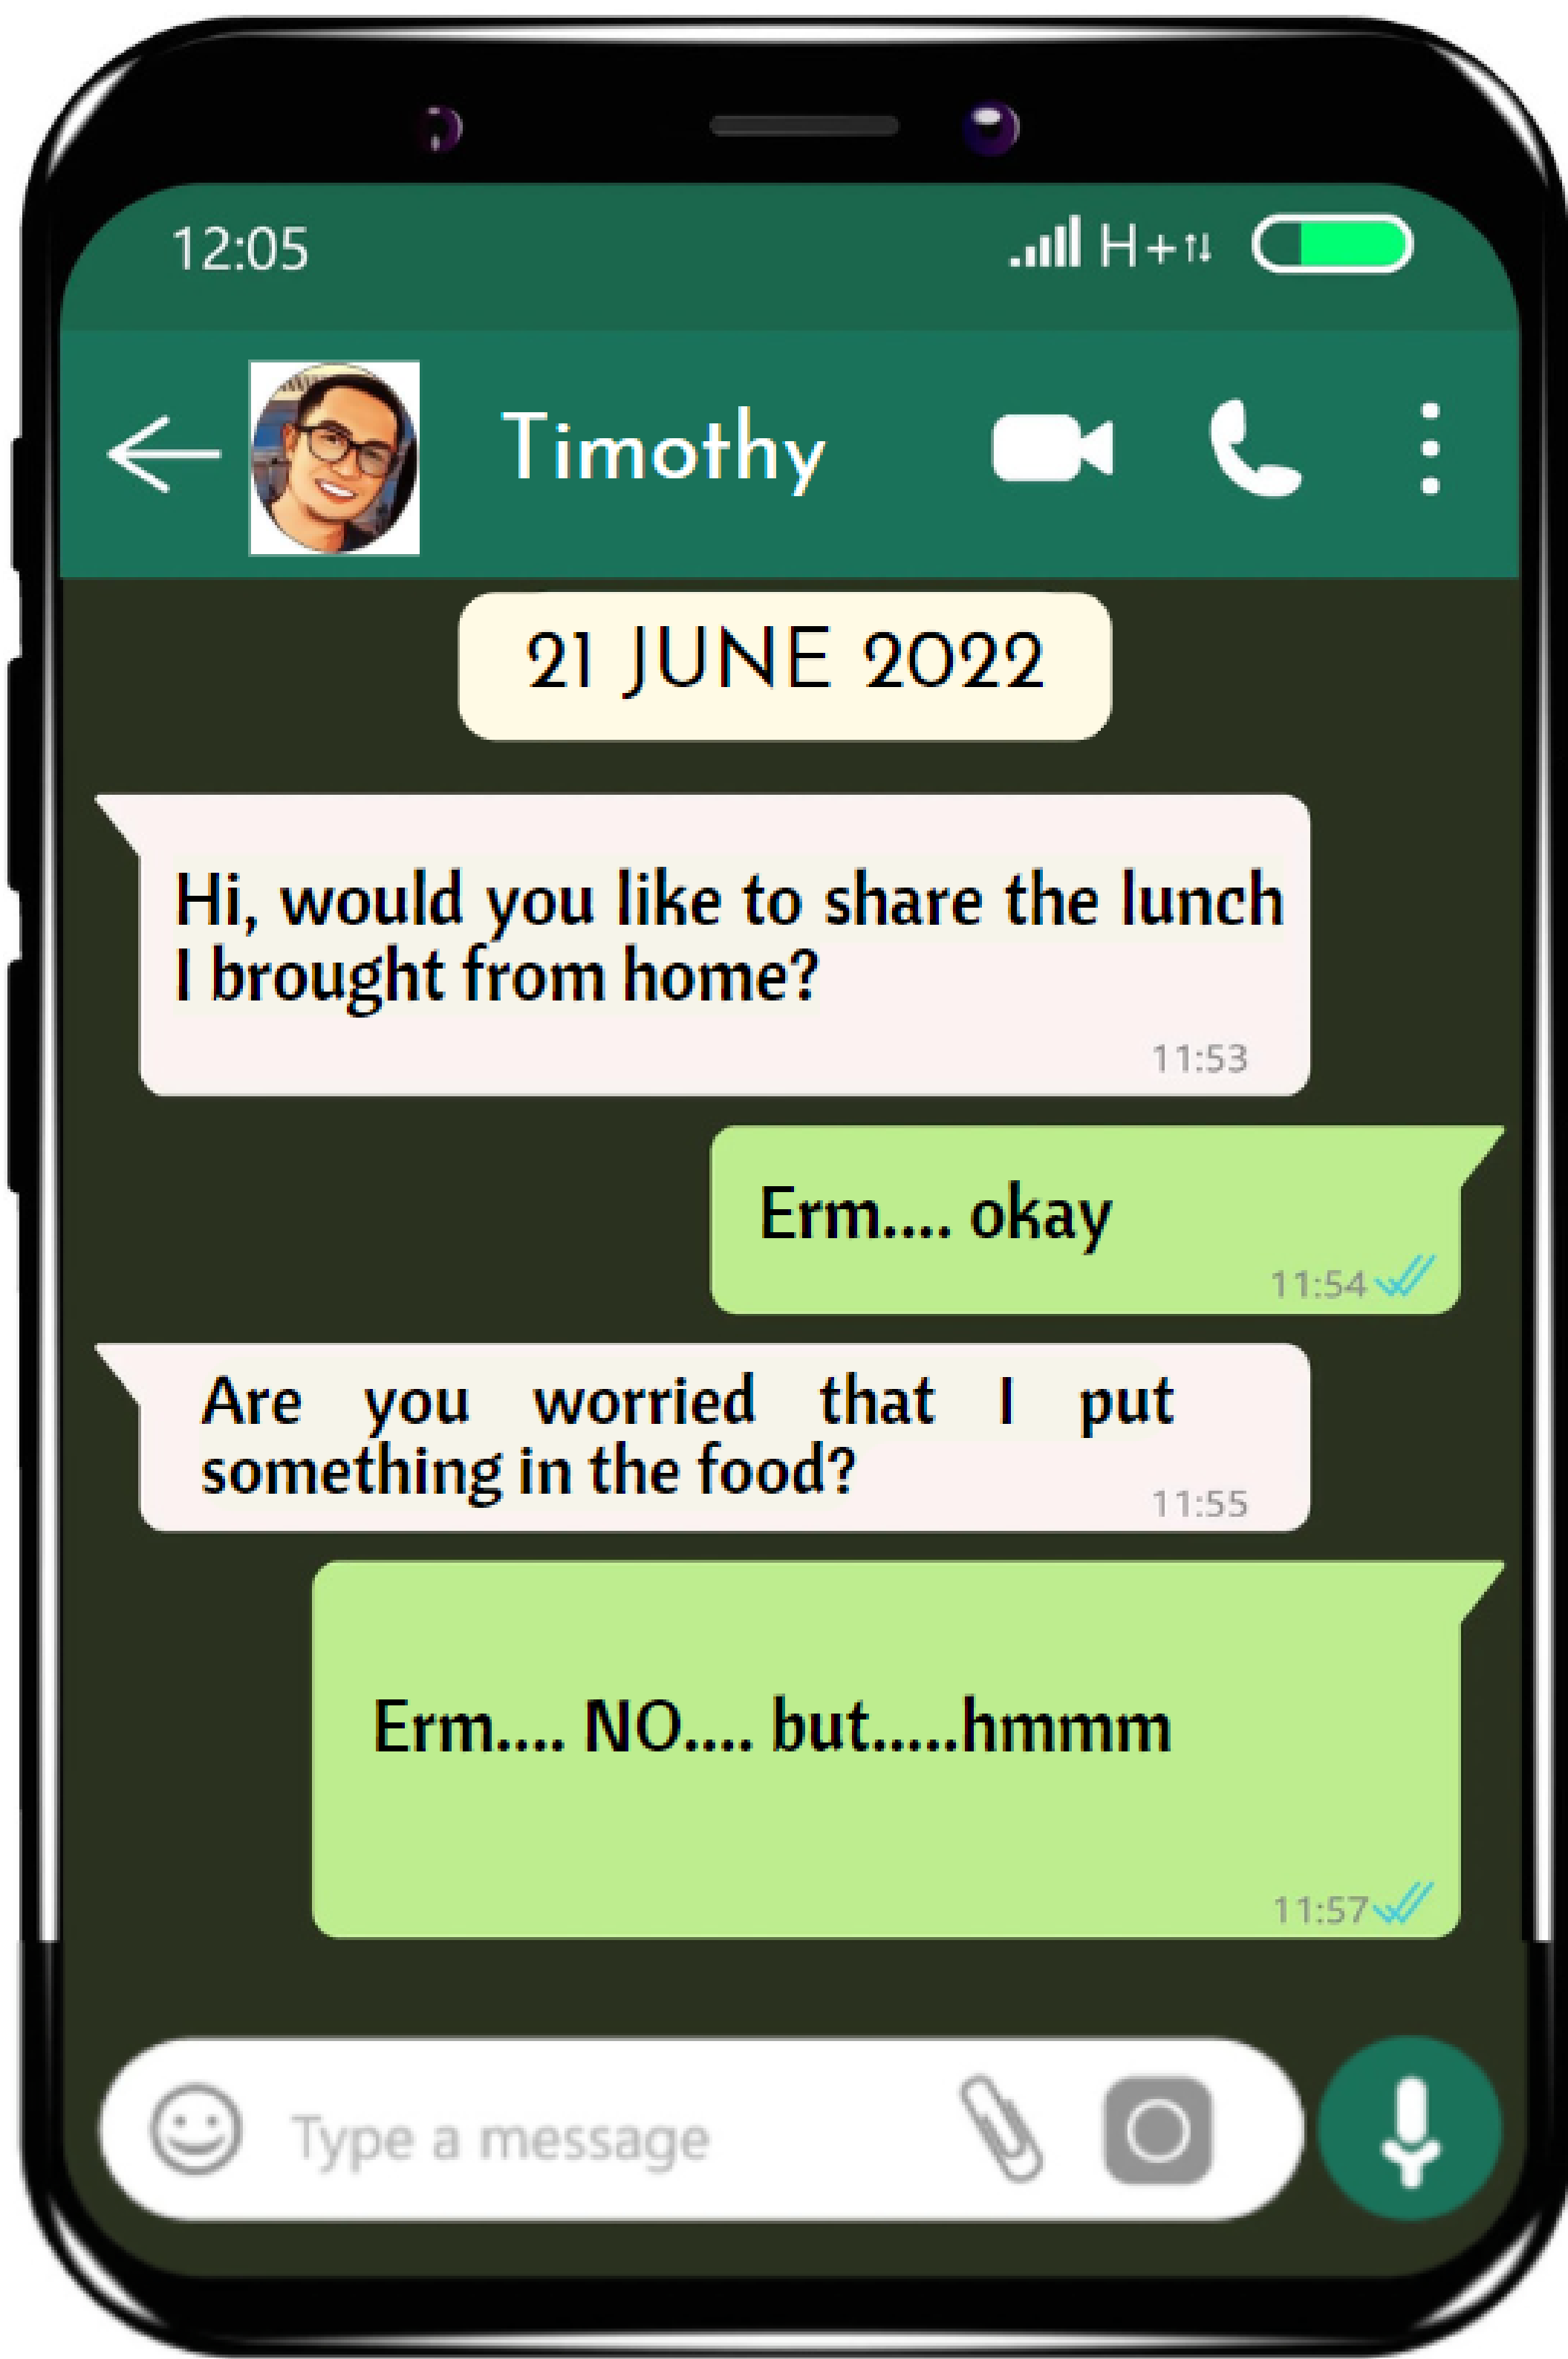 12:05 H+
Timothy
21 JUNE 2022
Hi, would you like to share the lunch
I brought from home?
11:53
Erm.... okay
11:54
Are you worried that I put
something in the food?
11:55
Erm.... NO.... but.....hmmm
11:57
Type a message